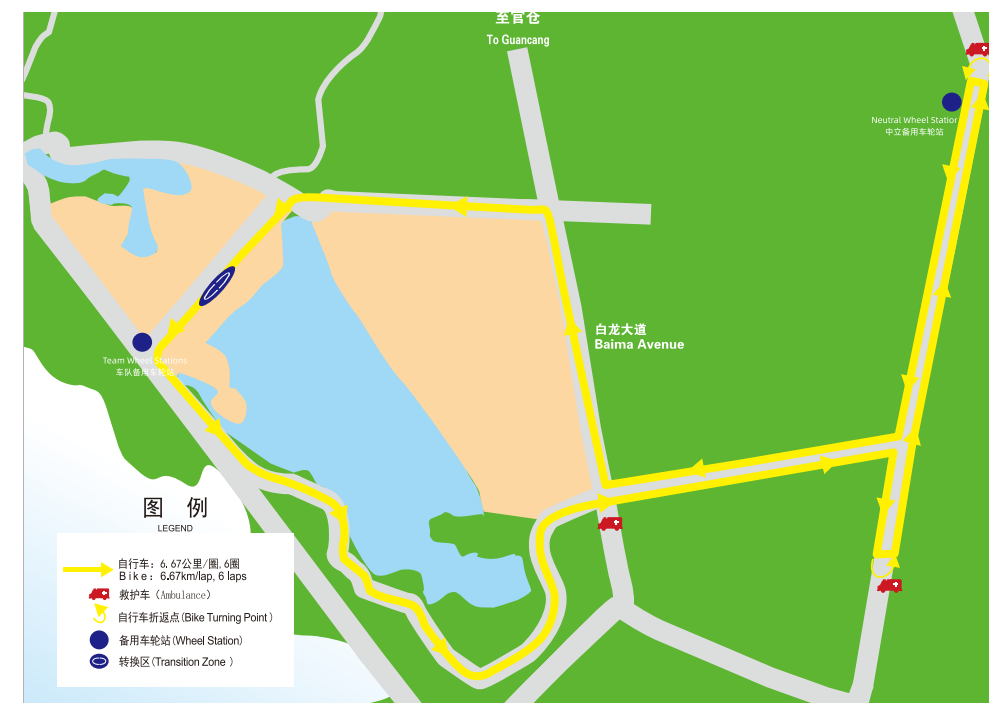 至官仓
To Guancang
Neutral Wheel Station
中立备用车轮站
白龙大道
Baima Avenue
Team Wheel Stations
车队备用车轮站
图 例
LEGEND
自行车：6.67公里/圈,6圈
Bike：6.67km/lap, 6 laps
救护车（Ambulance）
自行车折返点(Bike Turning Point )
备用车轮站(Wheel Station)
转换区(Transition Zone )